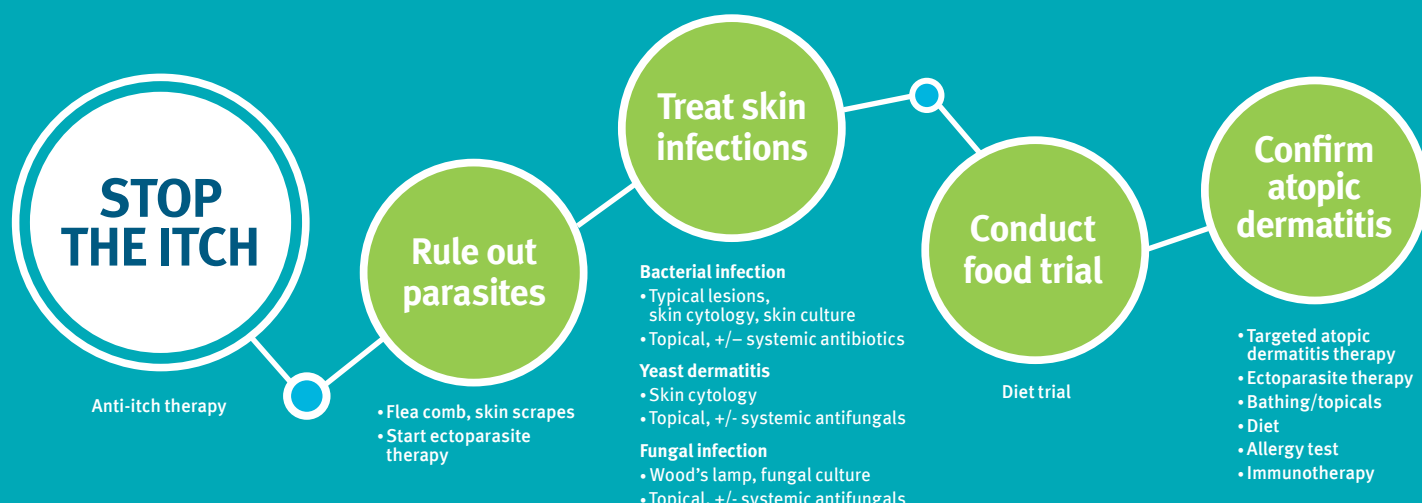 STOP
THE ITCH
Anti-itch therapy
Rule out
parasites
• Flea comb, skin scrapes
• Start ectoparasite
therapy
Treat skin
infections
Bacterial infection
• Typical lesions,
skin cytology, skin culture
• Topical, +/– systemic antibiotics
Yeast dermatitis
• Skin cytology
• Topical, +/- systemic antifungals
Fungal infection
• Wood's lamp, fungal culture
• Topical, +/- systemic antifungals
Conduct
food trial
Diet trial
Confirm
atopic
dermatitis
• Targeted atopic
dermatitis therapy
• Ectoparasite therapy
• Bathing/topicals
• Diet
• Allergy test
• Immunotherapy